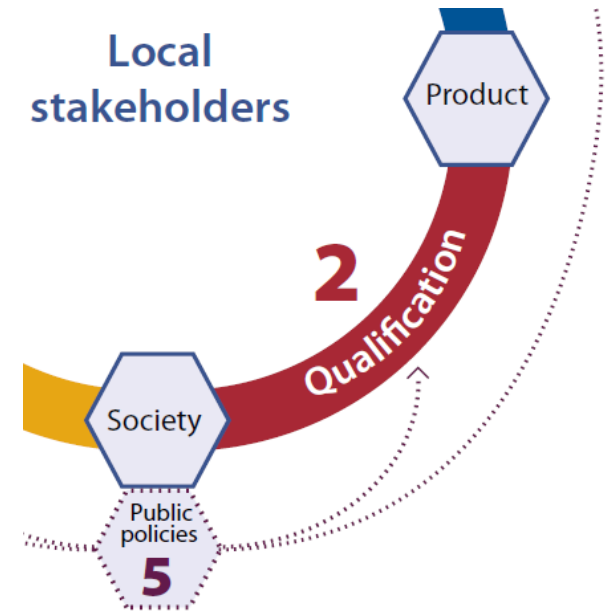 Local
stakeholders
Product
2
Qualification
Society
Public
policies
5